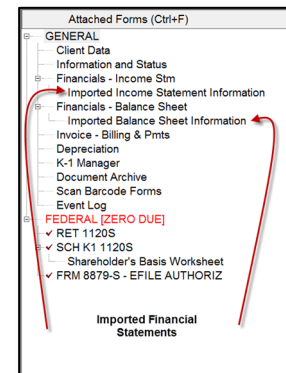 Attached Forms (Ctrl+F)
GENERAL
Client Data
Information and Status
Financials - Income Stm
Imported Income Statement Information
Financials - Balance Sheet
Imported Balance Sheet Information
Invoice - Billing & Pmts
Depreciation
K-1 Manager
Document Archive
Scan Barcode Forms
Event Log
FEDERAL [ZERO DUE]
RET 1120S
SCH K1 1120S
Shareholder's Basis Worksheet
FRM 8879-S - EFILE AUTHORIZ
Imported Financial
Statements